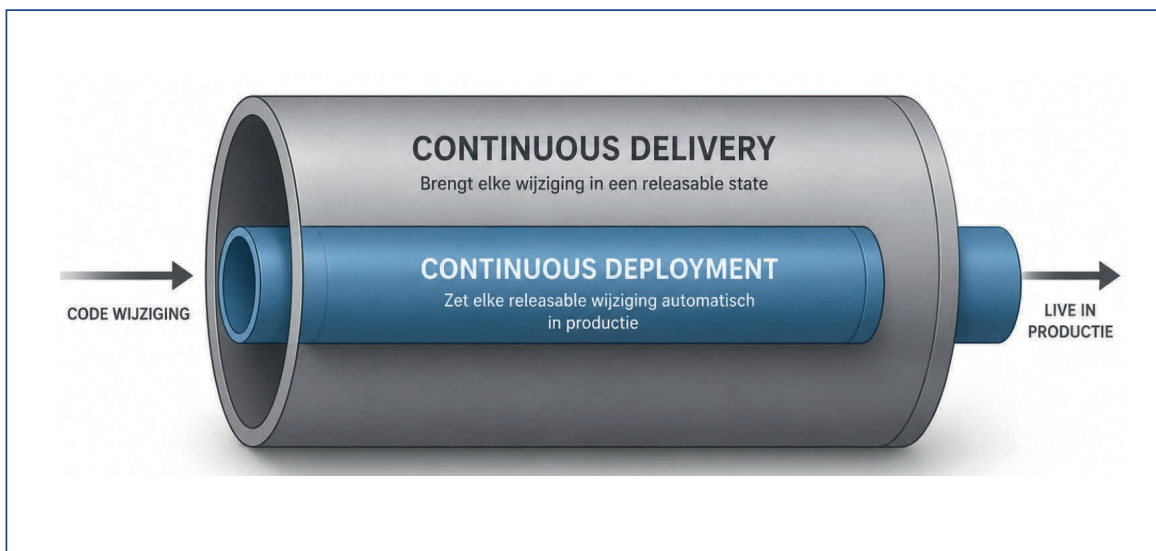 CONTINUOUS DELIVERY
Brengt elke wijziging in een releasable state
CONTINUOUS DEPLOYMENT
Zet elke releasable wijziging automatisch
in productie
CODE WIJZIGING
LIVE IN
PRODUCTIE